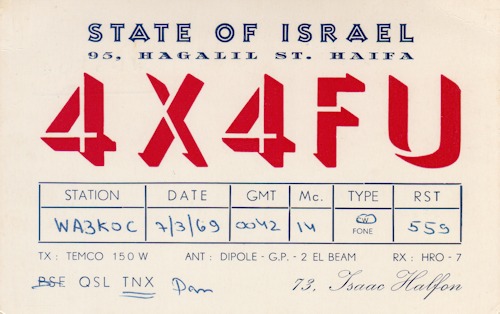 STATE OF ISRAEL
95, HAGALIL ST. HAIFA
4X4FU
STATION DATE GMT Mc. TYPE RST
WA3KOC 7/3/69 0042 14 CW FONE 559
TX : TEMCO 150 W ANT : DIPOLE - G.P. - 2 EL BEAM RX : HRO - 7
PSE QSL TNX
73, Isaac Halfon